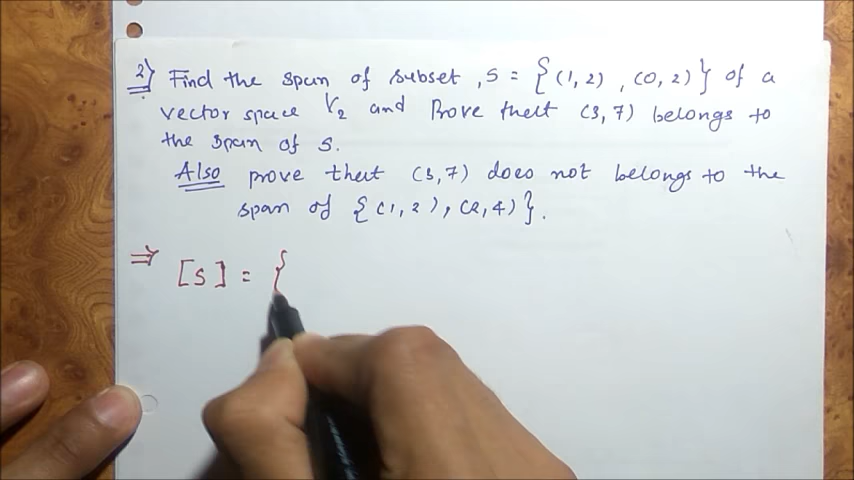 2) Find the span of subset, S = {(1,2), (0,2)} of a
vector space V₂ and Prove that (3,7) belongs to
the span of S.
Also prove that (3,7) does not belongs to the
span of {(1,2), (2,4)}.
⇒ [S] = {